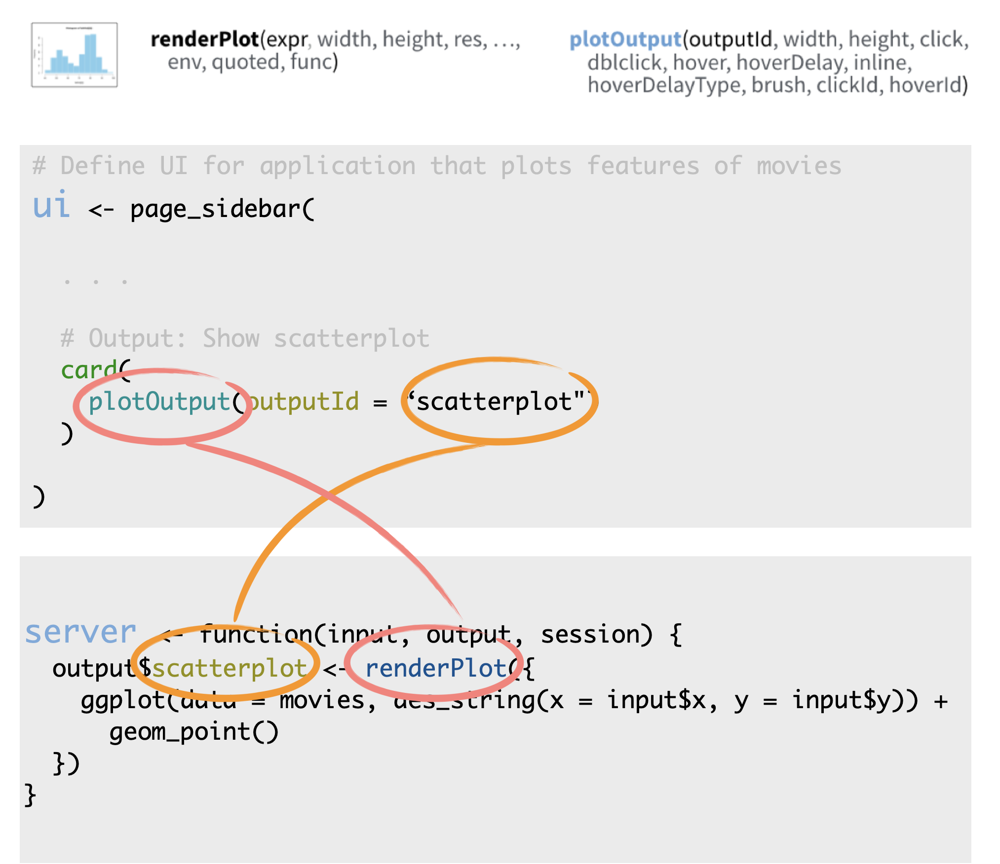 renderPlot(expr, width, height, res, …,
env, quoted, func)
plotOutput(outputId, width, height, click,
dblclick, hover, hoverDelay, inline,
hoverDelayType, brush, clickId, hoverId)
# Define UI for application that plots features of movies
ui <- page_sidebar(
. . .
# Output: Show scatterplot
card(
plotOutput(outputId = “scatterplot")
)
)
server <- function(input, output, session) {
output$scatterplot <- renderPlot({
ggplot(data = movies, aes_string(x = input$x, y = input$y)) +
geom_point()
})
}